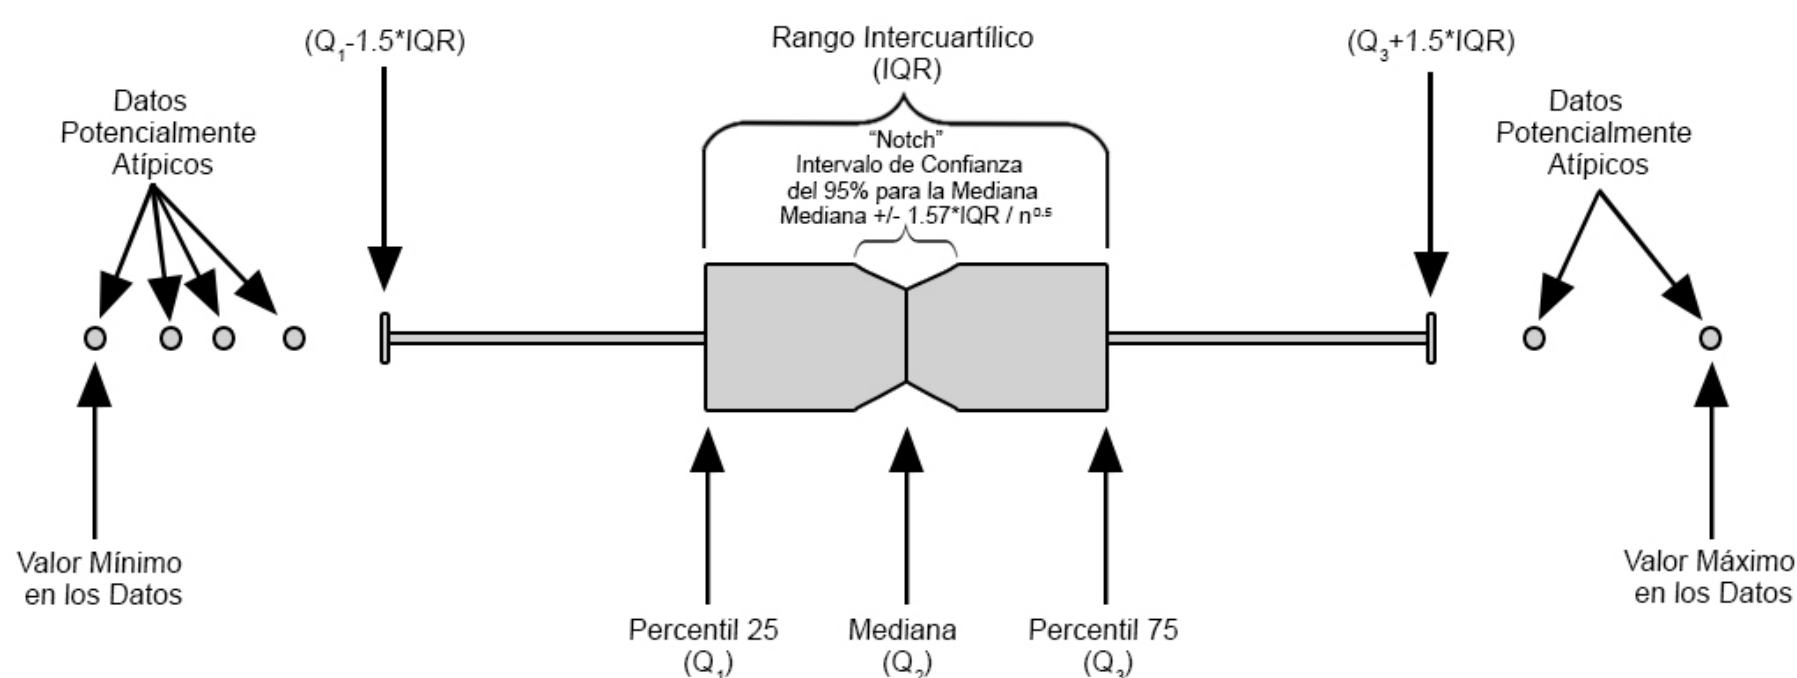 (Q1-1.5*IQR)
Rango Intercuartílico
(IQR)
(Q3+1.5*IQR)
Datos
Potencialmente
Atípicos
“Notch”
Intervalo de Confianza
del 95% para la Mediana
Mediana +/- 1.57*IQR / n0.5
Datos
Potencialmente
Atípicos
Valor Mínimo
en los Datos
Percentil 25
(Q1)
Mediana
(Q2)
Percentil 75
(Q3)
Valor Máximo
en los Datos